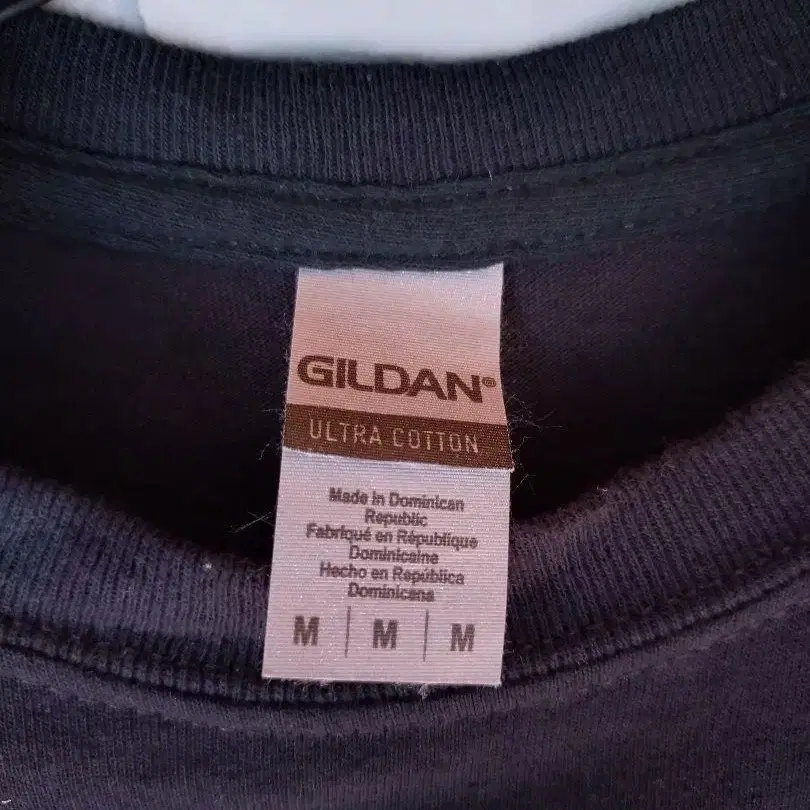 GILDAN®
ULTRA COTTON
Made in Dominican
Republic
Fabriqué en République
Dominicaine
Hecho en República
Dominicana
M | M | M